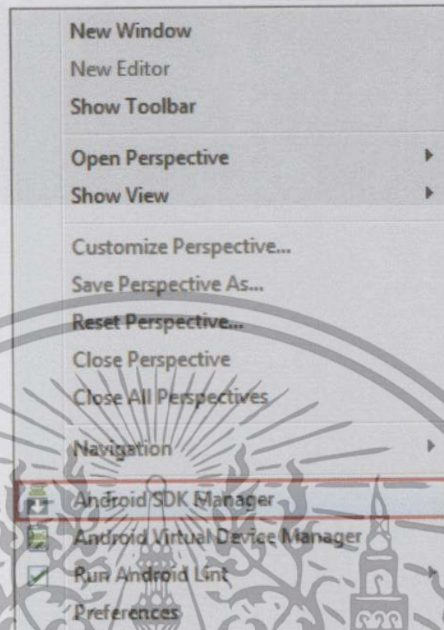 New Window
New Editor
Show Toolbar
Open Perspective
Show View
Customize Perspective...
Save Perspective As...
Reset Perspective...
Close Perspective
Close All Perspectives
Navigation
Android SDK Manager
Android Virtual Device Manager
Run Android Lint
Preferences